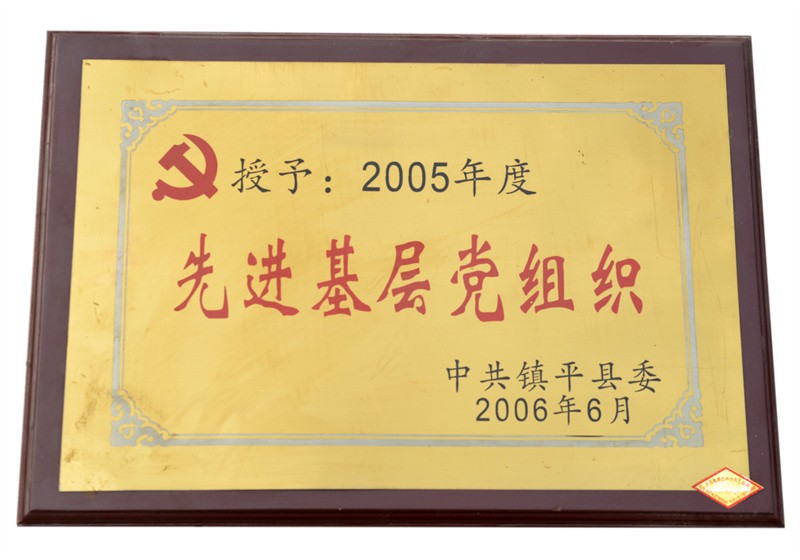 授予：2005年度
先进基层党组织
中共镇平县委
2006年6月